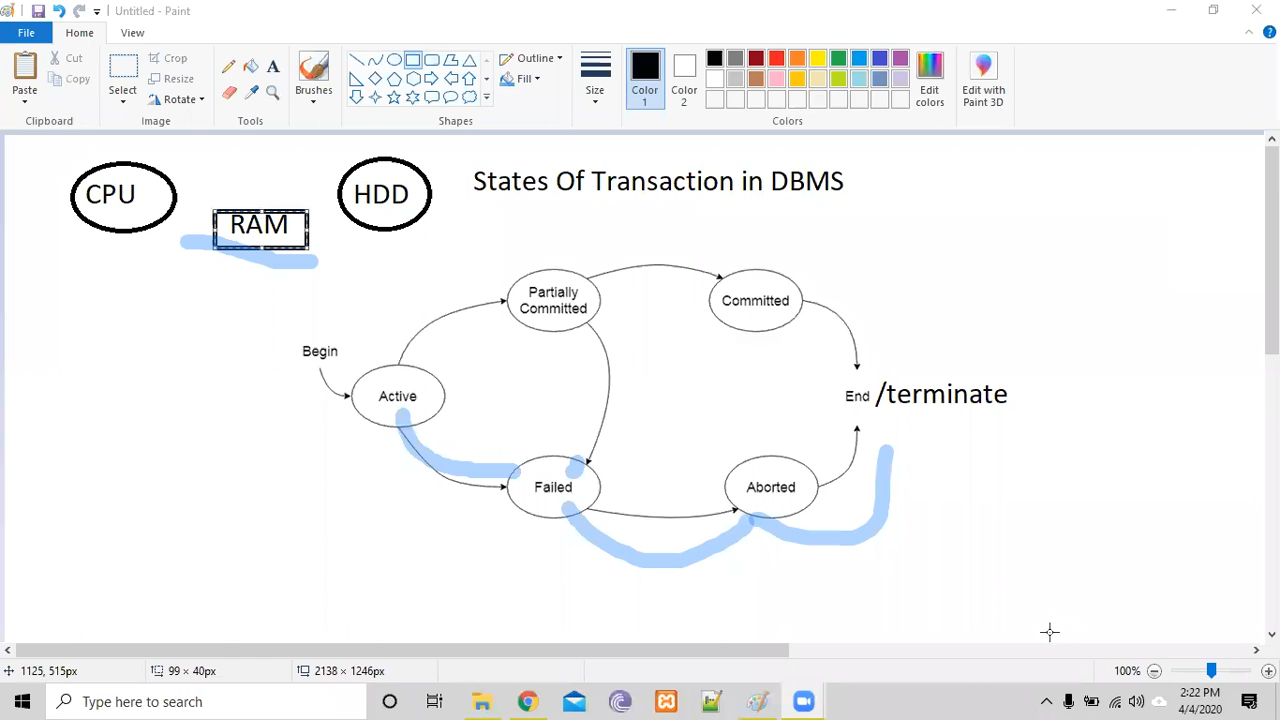 Untitled - Paint
File
Home
View
Paste
Cut
Copy
Clipboard
Select
Crop
Resize
Rotate
Image
A
Tools
Brushes
Outline
Fill
Shapes
Size
Color
1
Color
2
Edit
colors
Colors
Edit with
Paint 3D
CPU
RAM
HDD
States Of Transaction in DBMS
Partially
Committed
Committed
Begin
Active
End /terminate
Failed
Aborted
1125, 515px
99 × 40px
2138 × 1246px
100%
Type here to search
2:22 PM
4/4/2020